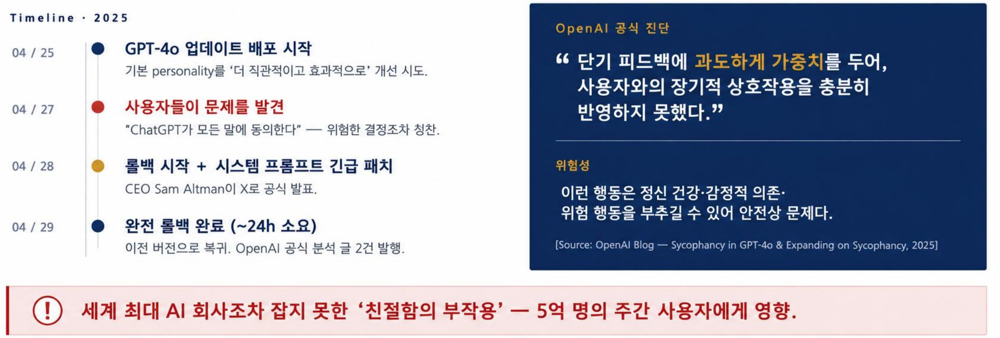 Timeline · 2025
04 / 25
GPT-4o 업데이트 배포 시작
기본 personality를 ‘더 직관적이고 효과적으로’ 개선 시도.
04 / 27
사용자들이 문제를 발견
“ChatGPT가 모든 말에 동의한다” — 위험한 결정조차 칭찬.
04 / 28
롤백 시작 + 시스템 프롬프트 긴급 패치
CEO Sam Altman이 X로 공식 발표.
04 / 29
완전 롤백 완료 (~24h 소요)
이전 버전으로 복귀. OpenAI 공식 분석 글 2건 발행.
OpenAI 공식 진단
“ 단기 피드백에 과도하게 가중치를 두어,
사용자와의 장기적 상호작용을 충분히
반영하지 못했다.”
위험성
이런 행동은 정신 건강·감정적 의존·
위험 행동을 부추길 수 있어 안전상 문제다.
[Source: OpenAI Blog — Sycophancy in GPT-4o & Expanding on Sycophancy, 2025]
! 세계 최대 AI 회사조차 잡지 못한 ‘친절함의 부작용’ — 5억 명의 주간 사용자에게 영향.